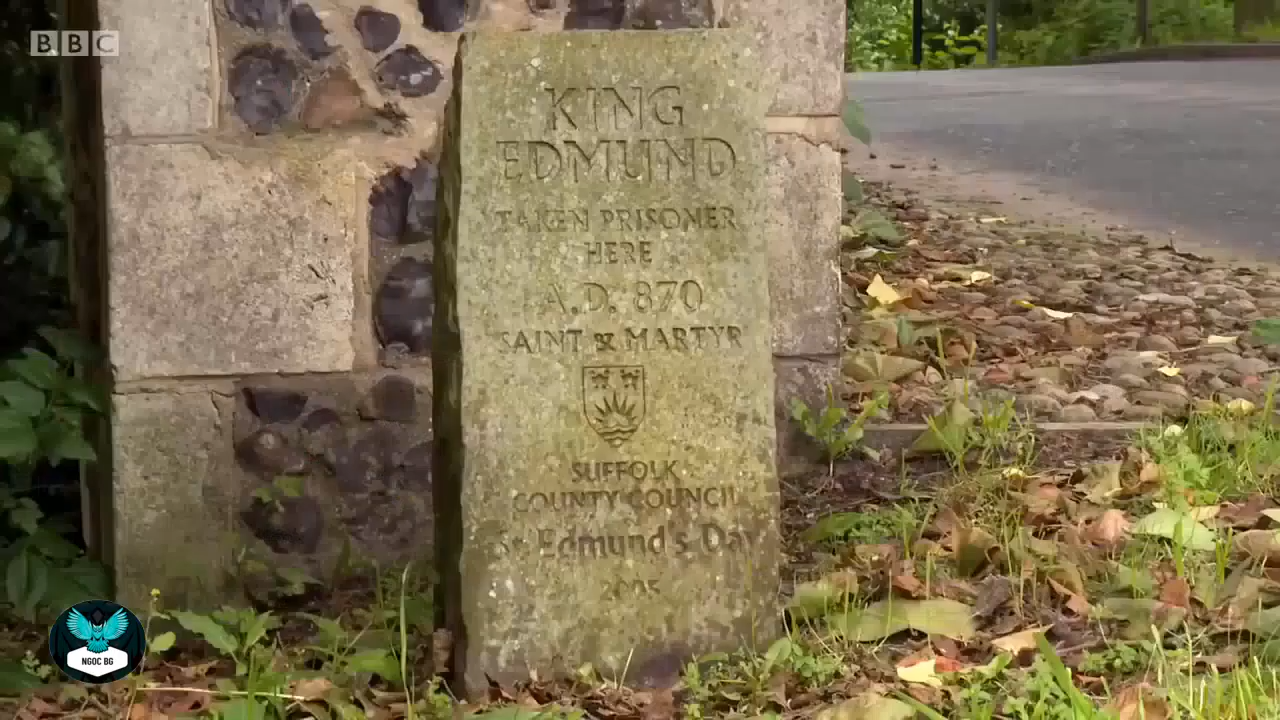 BBC
KING
EDMUND
TAKEN PRISONER
HERE
A.D. 870
SAINT & MARTYR
SUFFOLK
COUNTY COUNCIL
St Edmund's Day
2005
NGOC BG